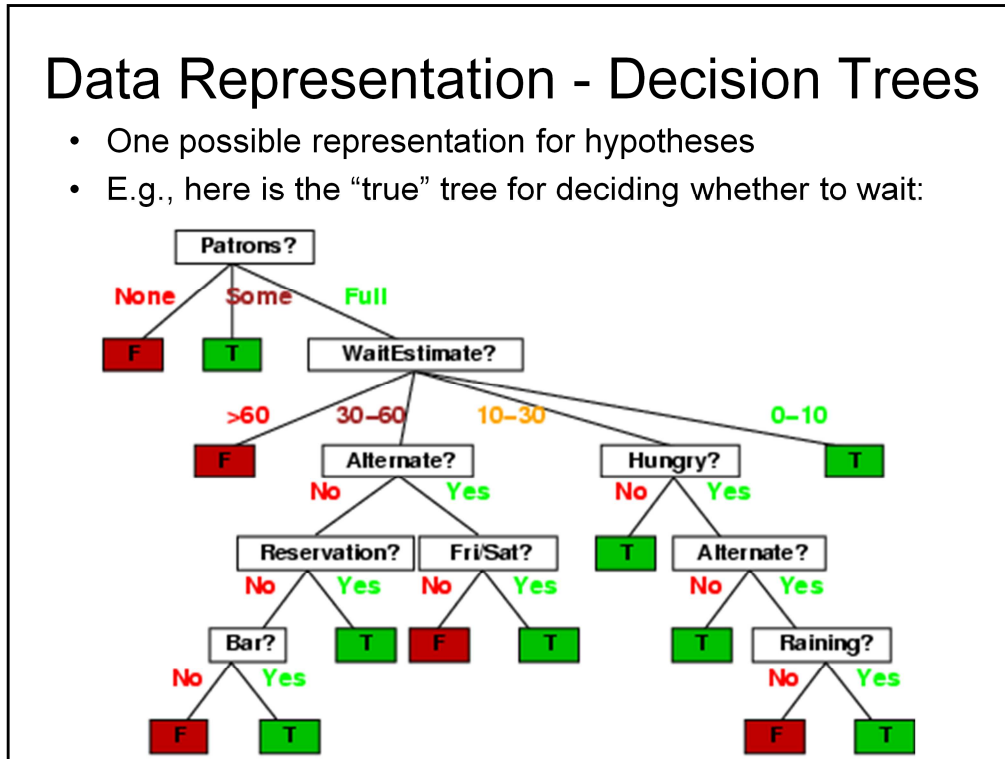 Data Representation - Decision Trees
• One possible representation for hypotheses
• E.g., here is the “true” tree for deciding whether to wait:
Patrons?
None Some Full
F T WaitEstimate?
>60 30–60 10–30 0–10
F Alternate? Hungry? T
No Yes No Yes
Reservation? Fri/Sat? T Alternate?
No Yes No Yes No Yes
Bar? T F T T Raining?
No Yes No Yes
F T F T